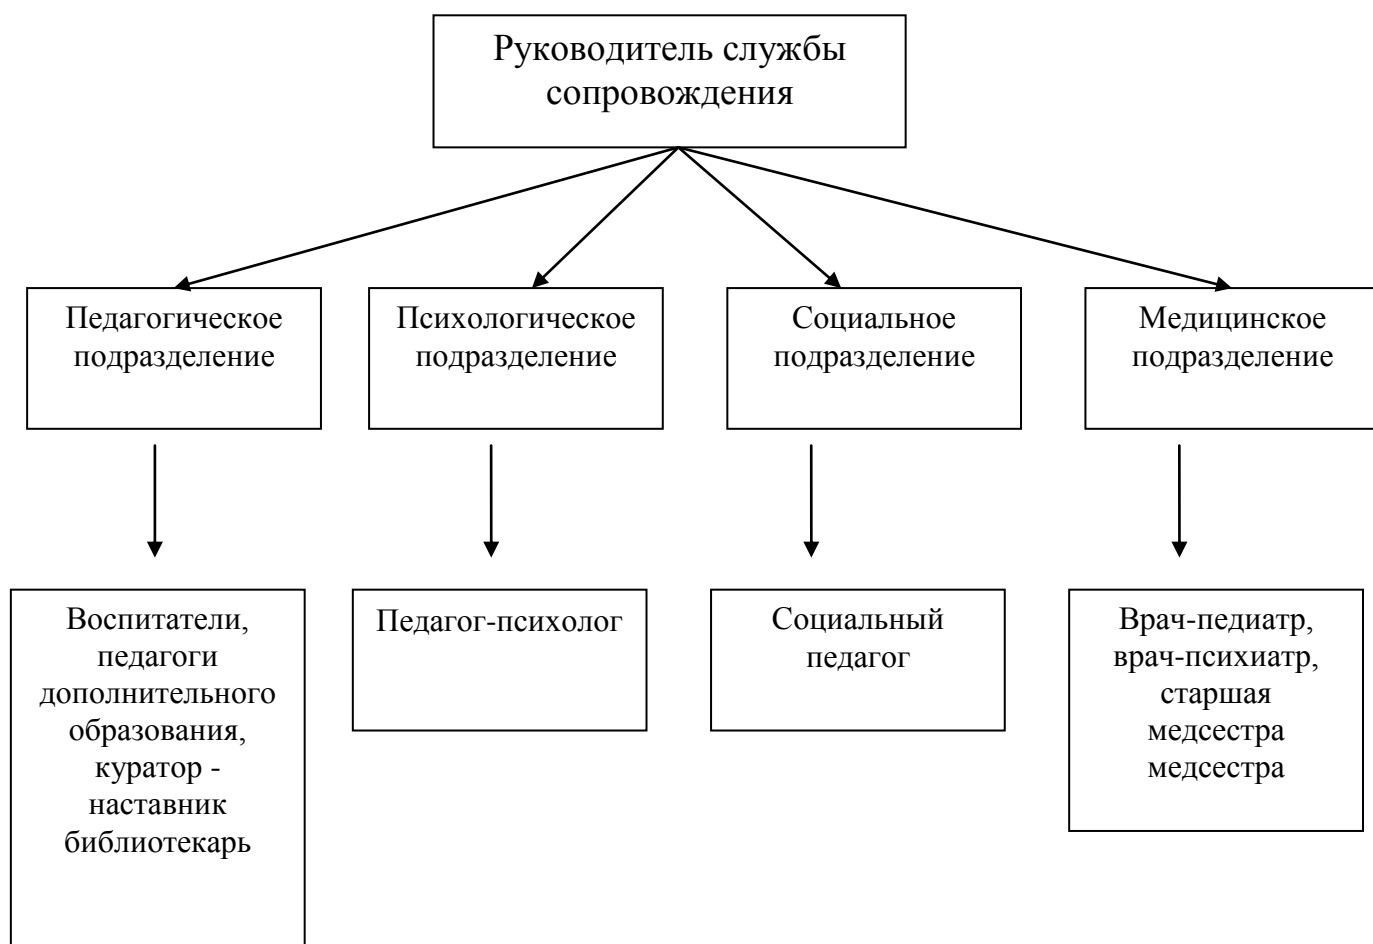 Руководитель службы
сопровождения
Педагогическое
подразделение
Психологическое
подразделение
Социальное
подразделение
Медицинское
подразделение
Воспитатели,
педагоги
дополнительного
образования,
куратор -
наставник
библиотекарь
Педагог-психолог
Социальный
педагог
Врач-педиатр,
врач-психиатр,
старшая
медсестра
медсестра